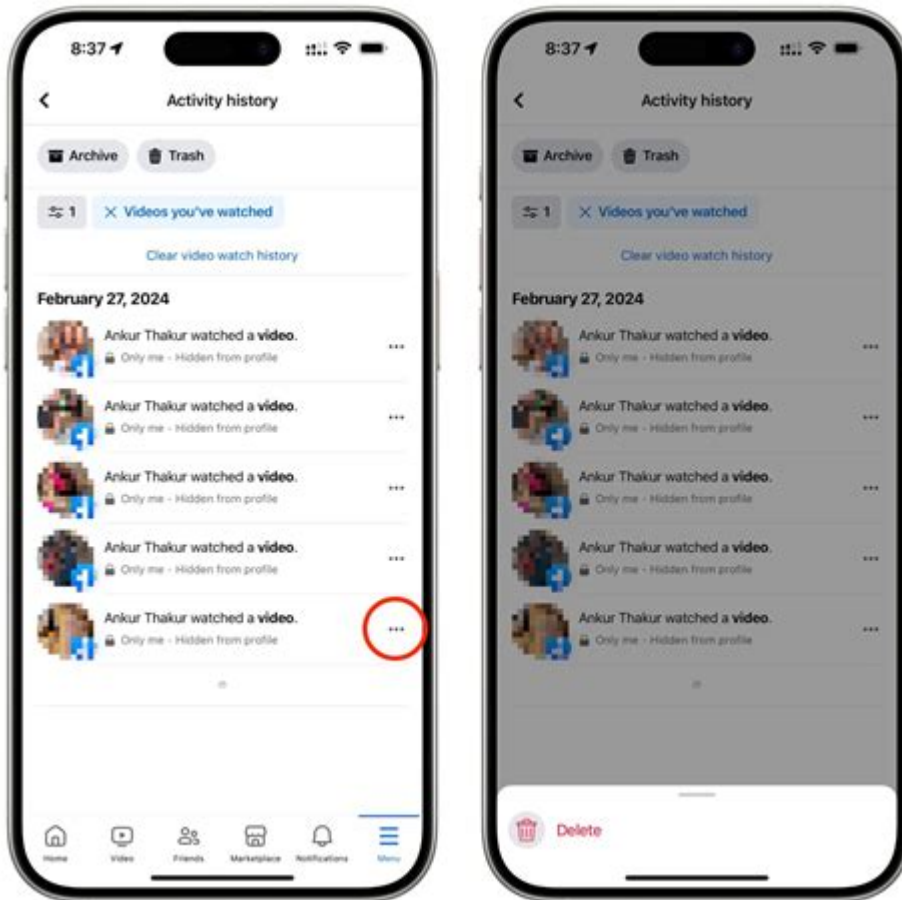 8:37
Activity history
Archive
Trash
1
Videos you've watched
Clear video watch history
February 27, 2024
Ankur Thakur watched a video.
Only me - Hidden from profile
Ankur Thakur watched a video.
Only me - Hidden from profile
Ankur Thakur watched a video.
Only me - Hidden from profile
Ankur Thakur watched a video.
Only me - Hidden from profile
Ankur Thakur watched a video.
Only me - Hidden from profile
Home
Video
Friends
Marketplace
Notifications
Menu
8:37
Activity history
Archive
Trash
1
Videos you've watched
Clear video watch history
February 27, 2024
Ankur Thakur watched a video.
Only me - Hidden from profile
Ankur Thakur watched a video.
Only me - Hidden from profile
Ankur Thakur watched a video.
Only me - Hidden from profile
Ankur Thakur watched a video.
Only me - Hidden from profile
Ankur Thakur watched a video.
Only me - Hidden from profile
Delete